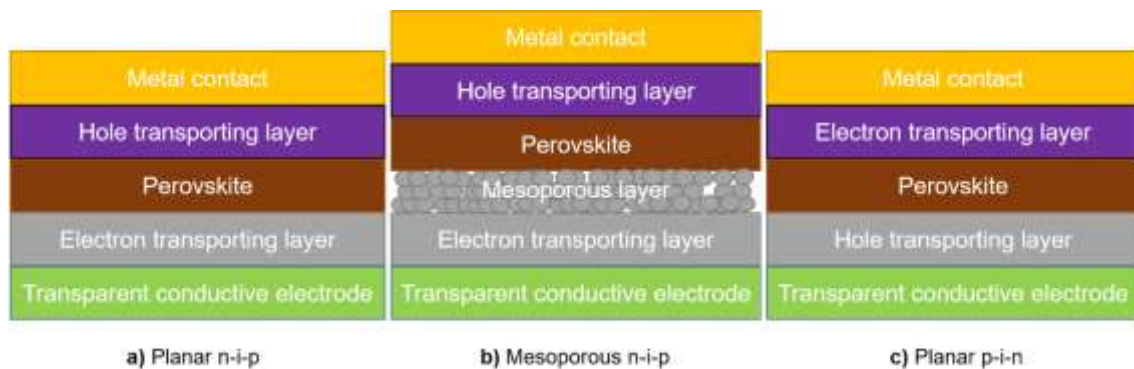 Metal contact
Hole transporting layer
Perovskite
Electron transporting layer
Transparent conductive electrode
a) Planar n-i-p
Metal contact
Hole transporting layer
Perovskite
Mesoporous layer
Electron transporting layer
Transparent conductive electrode
b) Mesoporous n-i-p
Metal contact
Electron transporting layer
Perovskite
Hole transporting layer
Transparent conductive electrode
c) Planar p-i-n